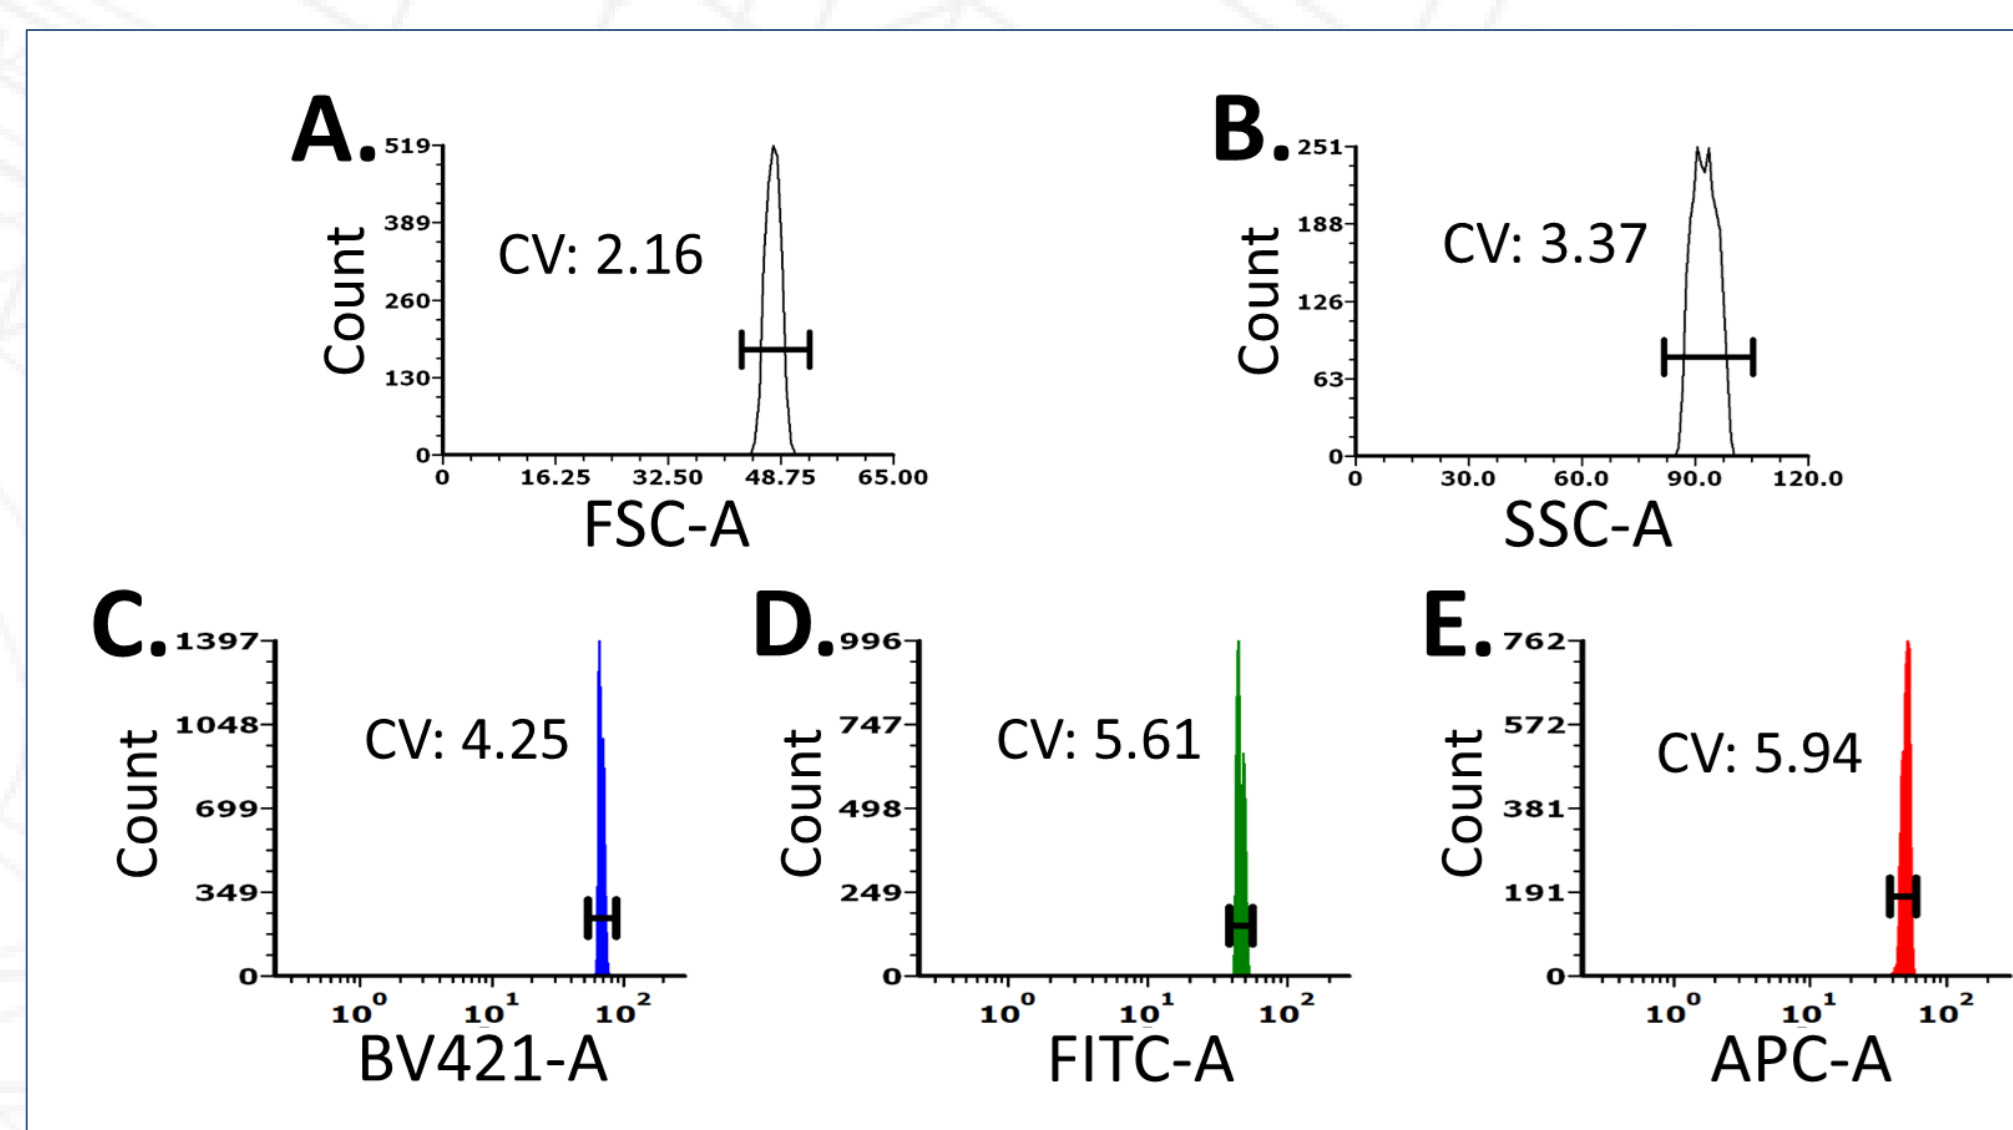 A.
519
389
260
130
0
Count
CV: 2.16
0 16.25 32.50 48.75 65.00
FSC-A
B.
251
188
126
63
0
Count
CV: 3.37
0 30.0 60.0 90.0 120.0
SSC-A
C.
1397
1048
699
349
0
Count
CV: 4.25
10⁰ 10¹ 10²
BV421-A
D.
996
747
498
249
0
Count
CV: 5.61
10⁰ 10¹ 10²
FITC-A
E.
762
572
381
191
0
Count
CV: 5.94
10⁰ 10¹ 10²
APC-A